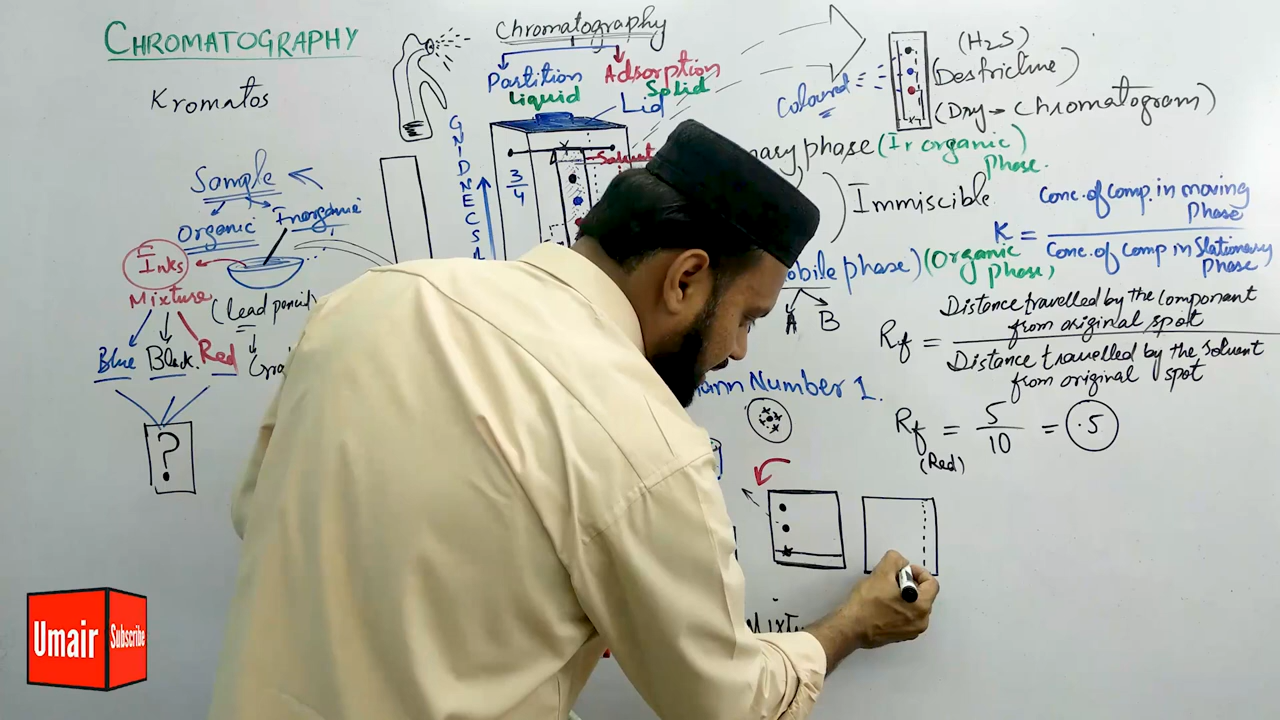 CHROMATOGRAPHY
Kromatos
Chromatography
Partition
Liquid
Adsorption
Solid
Lid
Solvent
3/4
Coloured
(H2S)
(Destrictine)
(Dry → Chromatogram)
phase (Inorganic)
phase.
Immiscible
phase) (Organic
phase,
A B
Sample
Organic
Inorganic
Inks
Mixture
(Lead pencil)
Blue Black. Red
?
K = Conc. of comp. in moving
Phase
Conc. of Comp in Stationary
Phase
Rf = Distance travelled by the component
from original spot
Distance travelled by the solvent
from original spot
Rf = 5/10 = .5
(Red)
Number 1.
Umair
Subscribe